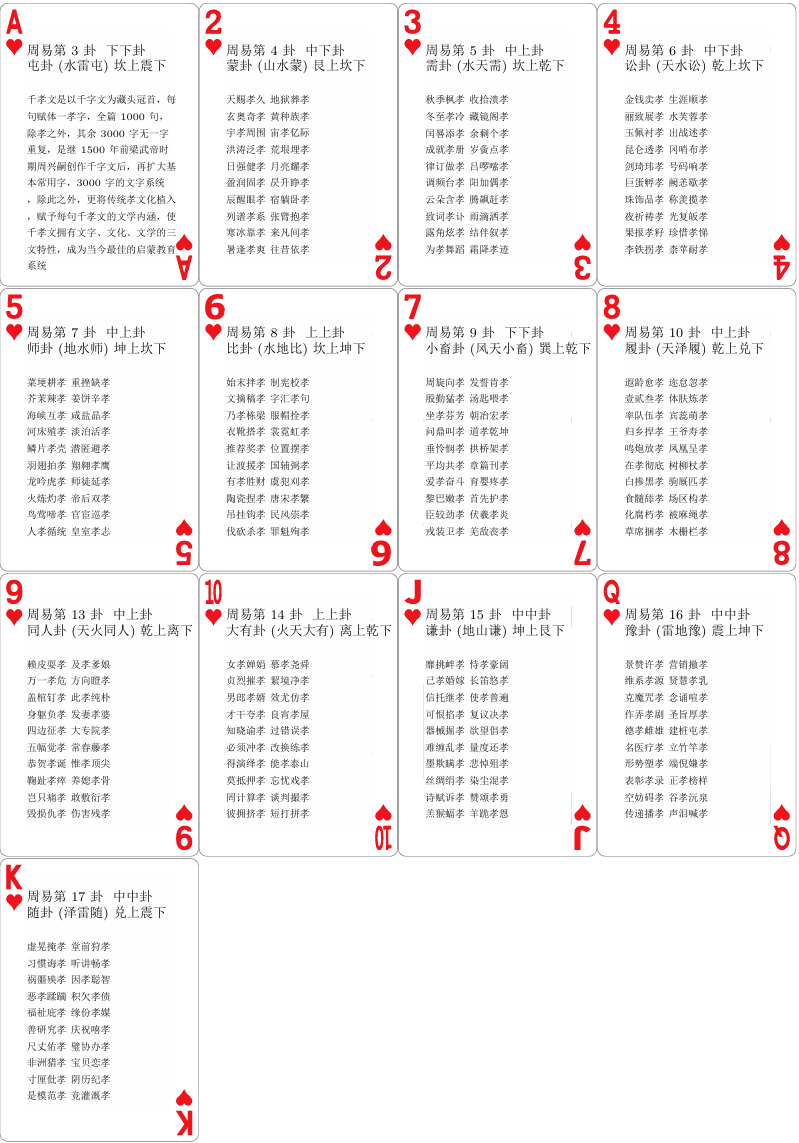 A
周易第 3 卦 下下卦
屯卦 (水雷屯) 坎上震下
千孝文是以千字文为藏头冠首，每
句赋体一孝字，全篇 1000 句，
除孝之外，其余 3000 字无一字
重复，是继 1500 年前梁武帝时
期周兴嗣创作千字文后，再扩大基
本常用字，3000 字的文字系统
，除此之外，更将传统孝文化植入
，赋予每句千孝文的文学内涵，使
千孝文拥有文字、文化、文学的三
文特性，成为当今最佳的启蒙教育
系统
A
2
周易第 4 卦 中下卦
蒙卦 (山水蒙) 艮上坎下
天赐孝久 地狱葬孝
玄奥奇孝 黄种族孝
宇孝周围 宙孝亿际
洪涛泛孝 荒垠埋孝
日强健孝 月亮耀孝
盈润固孝 昃升睁孝
辰醒眼孝 宿躺卧孝
列谱孝系 张臂抱孝
寒冰靠孝 来凡间孝
暑逢孝爽 往昔依孝
2
3
周易第 5 卦 中上卦
需卦 (水天需) 坎上乾下
秋季枫孝 收拾溃孝
冬至孝冷 藏镜阁孝
闰昜添孝 余剩个孝
成就孝册 岁夤点孝
律订做孝 吕啰嗦孝
调频台孝 阳加偶孝
云朵含孝 腾飙赶孝
致词孝讣 雨滴洒孝
露角炫孝 结伴叙孝
为孝舞蹈 霜降孝迹
3
4
周易第 6 卦 中下卦
讼卦 (天水讼) 乾上坎下
金钱卖孝 生涯顺孝
丽致展孝 水芙蓉孝
玉佩衬孝 出战述孝
昆仑透孝 冈哨布孝
剑琦玮孝 号码响孝
巨蛋孵孝 阙恙歇孝
珠饰品孝 称羡揽孝
夜祈祷孝 光复皈孝
果报孝籽 珍惜孝悌
李铁拐孝 柰苹耐孝
4
5
周易第 7 卦 中上卦
师卦 (地水师) 坤上坎下
菜埂耕孝 重挫缺孝
芥茉辣孝 姜饼辛孝
海峡互孝 咸盐晶孝
河床殖孝 淡泊活孝
鳞片孝壳 潜匿避孝
羽翅拍孝 翔翱孝鹰
龙吟虎孝 师徒延孝
火炼灼孝 帝后双孝
鸟莺啼孝 官宦巡孝
人孝循统 皇室孝志
5
6
周易第 8 卦 上上卦
比卦 (水地比) 坎上坤下
始末拌孝 制宪校孝
文摘稿孝 字汇孝句
乃孝栋梁 服帽拴孝
衣靴搭孝 裳霓虹孝
推荐奖孝 位置摆孝
让渡援孝 国辅弼孝
有孝胜财 虞犯刈孝
陶瓷捏孝 唐宋孝繁
吊挂钩孝 民风崇孝
伐砍杀孝 罪魁殉孝
6
7
周易第 9 卦 下下卦
小畜卦 (风天小畜) 巽上乾下
周旋向孝 发誓肯孝
殷勤猛孝 汤匙喂孝
坐孝芬芳 朝冶宏孝
问鼎叫孝 道孝乾坤
垂怜悯孝 拱桥架孝
平均共孝 章篇刊孝
爱孝奋斗 育婴疼孝
黎巴嫩孝 首先护孝
臣较劲孝 伏羲孝炎
戎装卫孝 羌敌丧孝
7
8
周易第 10 卦 中上卦
履卦 (天泽履) 乾上兑下
遐龄愈孝 迩怠忽孝
壹贰叁孝 体肤炼孝
率队伍孝 宾蕊萌孝
归乡捍孝 王爷寿孝
鸣炮放孝 凤凰呈孝
在孝彻底 树柳杖孝
白掺黑孝 驹厩匹孝
食髓舔孝 场区构孝
化腐朽孝 被麻绳孝
草席捆孝 木栅栏孝
8
9
周易第 13 卦 中上卦
同人卦 (天火同人) 乾上离下
赖皮耍孝 及孝爹娘
万一孝危 方向瞪孝
盖棺钉孝 此孝纯朴
身躯负孝 发妻孝婆
四边征孝 大专院孝
五幅觉孝 常春藤孝
恭贺孝诞 惟孝顶尖
鞠趾孝瘁 养媳孝骨
岂只痛孝 敢敷衍孝
毁损仇孝 伤害残孝
9
10
周易第 14 卦 上上卦
大有卦 (火天大有) 离上乾下
女孝婵娟 慕孝尧舜
贞烈摧孝 絜境净孝
男郎孝婿 效尤仿孝
才干夸孝 良宵孝屋
知晓谕孝 过错误孝
必须冲孝 改换练孝
得演绎孝 能孝泰山
莫抵押孝 忘忧戏孝
罔计算孝 谈判撮孝
彼拥挤孝 短打拼孝
10
J
周易第 15 卦 中中卦
谦卦 (地山谦) 坤上艮下
靡挑衅孝 恃孝豪阔
己孝婚嫁 长笛悠孝
信托继孝 使孝普遍
可恨掐孝 复议决孝
器械握孝 欲望倡孝
难缠乱孝 量度还孝
墨欺瞒孝 悲悼殂孝
丝绸绢孝 染尘混孝
诗赋诉孝 赞颂孝勇
羔猴蝠孝 羊跪孝恩
J
Q
周易第 16 卦 中中卦
豫卦 (雷地豫) 震上坤下
景赞许孝 营销撤孝
维系孝源 贤慧孝乳
克魔咒孝 念诵喧孝
作弄孝剧 圣旨厚孝
德孝雌雄 建桩屯孝
名医疗孝 立竹竿孝
形势塑孝 端倪嫌孝
表彰孝录 正孝榜样
空妨碍孝 谷孝沅泉
传递播孝 声泪喊孝
Q
K
周易第 17 卦 中中卦
随卦 (泽雷随) 兑上震下
虚晃掩孝 堂前狩孝
习惯诲孝 听讲畅孝
祸噩殃孝 因孝聪智
恶孝蹂躏 积欠孝债
福祉庇孝 缘份孝媒
善研究孝 庆祝嘻孝
尺丈佑孝 璧协办孝
非洲猎孝 宝贝恋孝
寸厘仳孝 阴历纪孝
是模范孝 竞灌溉孝
K